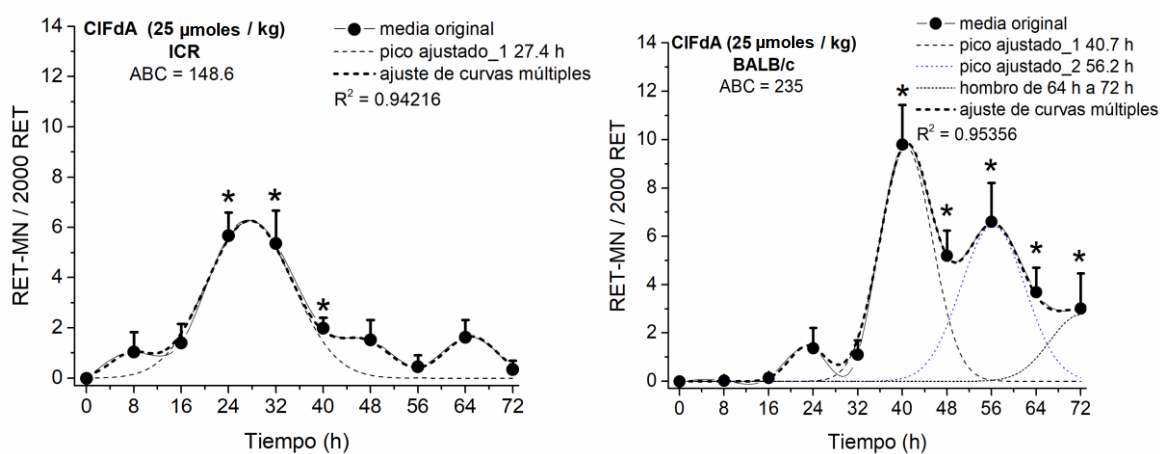 ClFdA (25 µmoles / kg)
ICR
ABC = 148.6
media original
pico ajustado_1 27.4 h
ajuste de curvas múltiples
R² = 0.94216
RET-MN / 2000 RET
14
12
10
8
6
4
2
0
* * *
0 8 16 24 32 40 48 56 64 72
Tiempo (h)
ClFdA (25 µmoles / kg)
BALB/c
ABC = 235
media original
pico ajustado_1 40.7 h
pico ajustado_2 56.2 h
hombro de 64 h a 72 h
ajuste de curvas múltiples
R² = 0.95356
RET-MN / 2000 RET
14
12
10
8
6
4
2
0
* * * * *
0 8 16 24 32 40 48 56 64 72
Tiempo (h)